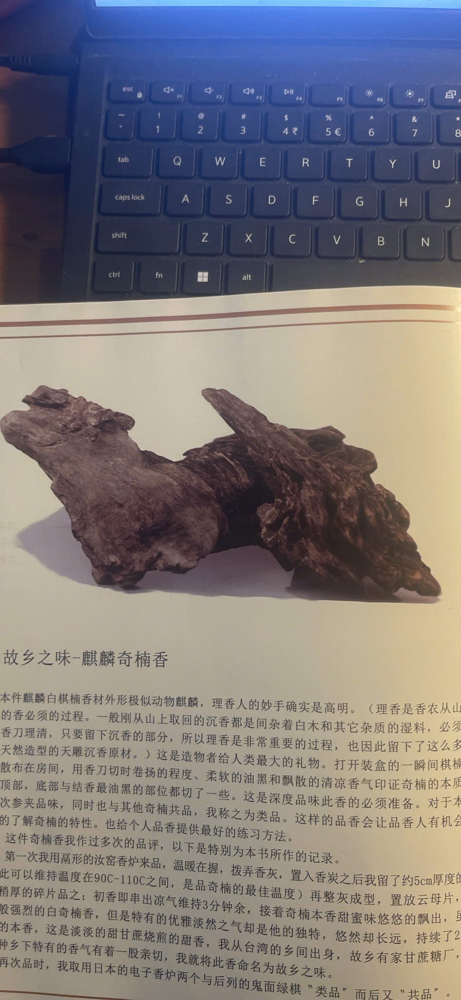 esc F1 F2 F3 F4 F5 F6 F7
~ ` ! 1 @ 2 # 3 $ 4 ₹ % 5 € ^ 6 & 7 * 8
tab Q W E R T Y U
caps lock A S D F G H J
shift Z X C V B N
ctrl fn alt
故乡之味-麒麟奇楠香
本件麒麟白棋楠香材外形极似动物麒麟，理香人的妙手确实是高明。（理香是香农从山
的香必须的过程。一般刚从山上取回的沉香都是间杂着白木和其它杂质的湿料，必须
香刀理清，只要留下沉香的部分，所以理香是非常重要的过程，也因此留下了这么多
天然造型的天雕沉香原材。）这是造物者给人类最大的礼物。打开装盒的一瞬间棋楠
散布在房间，用香刀切时卷扬的程度、柔软的油黑和飘散的清凉香气印证奇楠的本质
顶部，底部与结香最油黑的部位都切了一些。这是深度品味此香的必须准备。对于本
次参夹品味，同时也与其他奇楠共品，我称之为类品。这样的品香会让品香人有机会
的了解奇楠的特性。也给个人品香提供最好的练习方法。
这件奇楠香我作过多次的品评，以下是特别为本书所作的记录。
第一次我用鬲形的汝窑香炉来品，温暖在握，拨弄香灰，置入香炭之后我留了约5cm厚度的
此可以维持温度在90C-110C之间，是品奇楠的最佳温度）再整灰成型，置放云母片，
稍厚的碎片品之；初香即串出凉气维持3分钟余，接着奇楠本香甜蜜味悠悠的飘出，虽
般强烈的白奇楠香，但是特有的优雅淡然之气却是他的独特，悠然却长远，持续了2
的本香，这是淡淡的甜甘蔗烧煎的甜香，我从台湾的乡间出身，故乡有家甘蔗糖厂，
种乡下特有的香气有着一股亲切，我就将此香命名为故乡之味。
再次品时，我取用日本的电子香炉两个与后列的鬼面绿棋〝类品〞而后又〝共品〞。